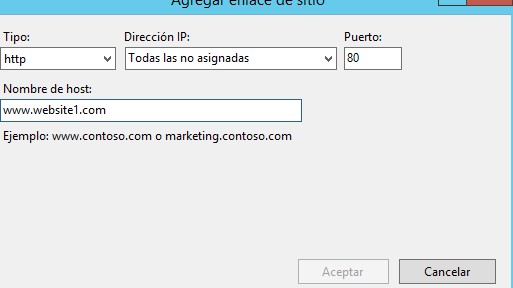 Agregar enlace de sitio
Tipo: Dirección IP: Puerto:
http Todas las no asignadas 80
Nombre de host:
www.website1.com
Ejemplo: www.contoso.com o marketing.contoso.com
Aceptar Cancelar